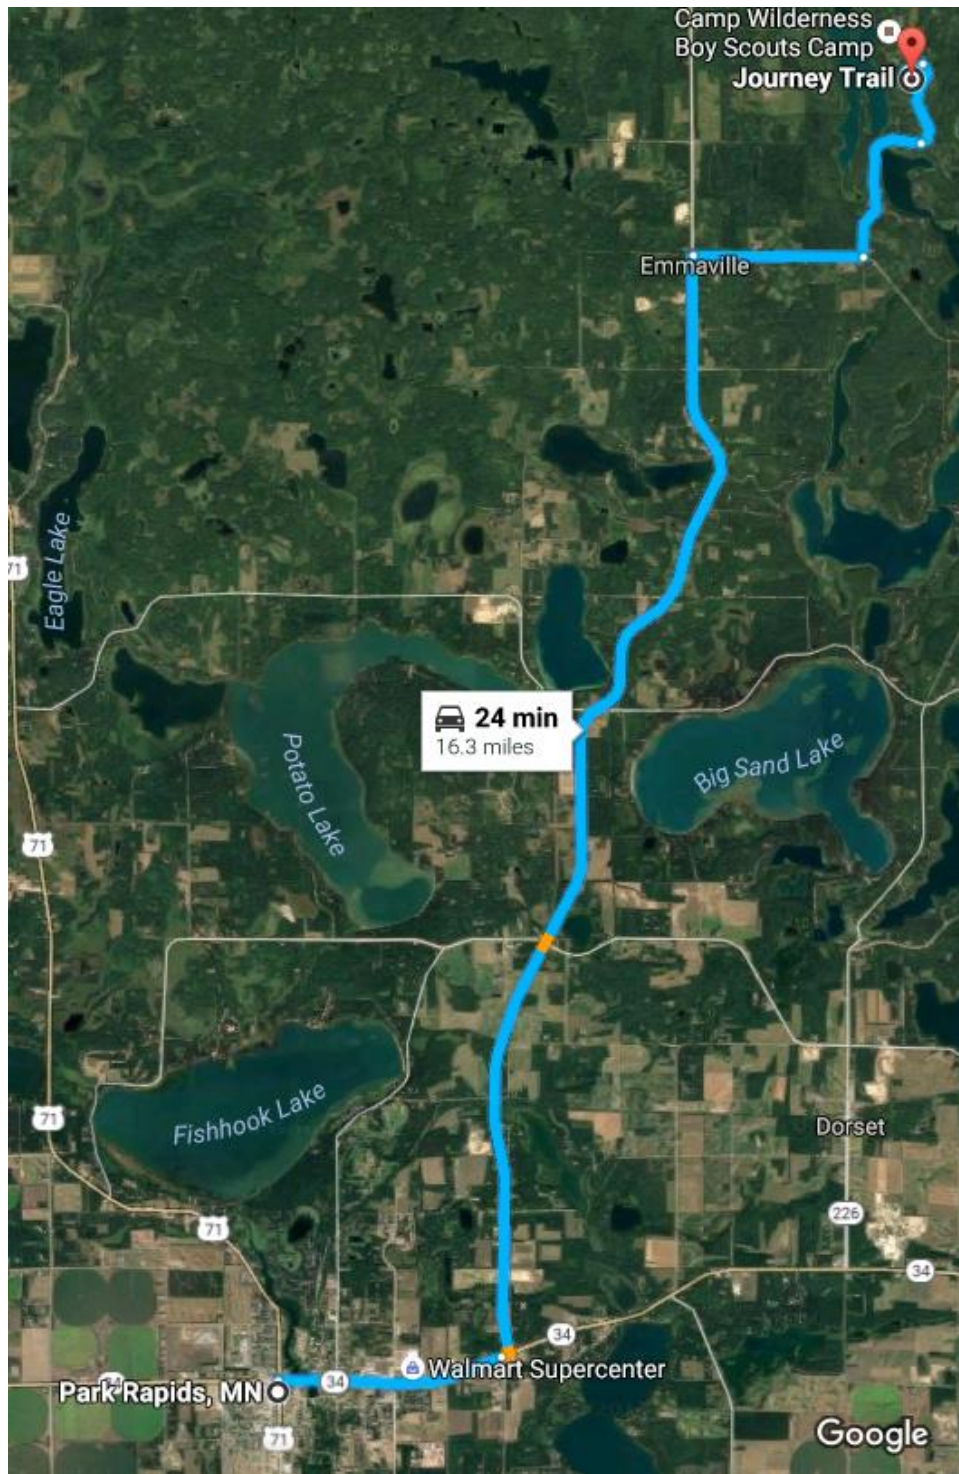 Camp Wilderness
Boy Scouts Camp
Journey Trail
Emmaville
71
Eagle Lake
24 min
16.3 miles
Potato Lake
Big Sand Lake
71
71
Fishhook Lake
Dorset
71
226
34
34
Walmart Supercenter
34
34
Park Rapids, MN
71
Google